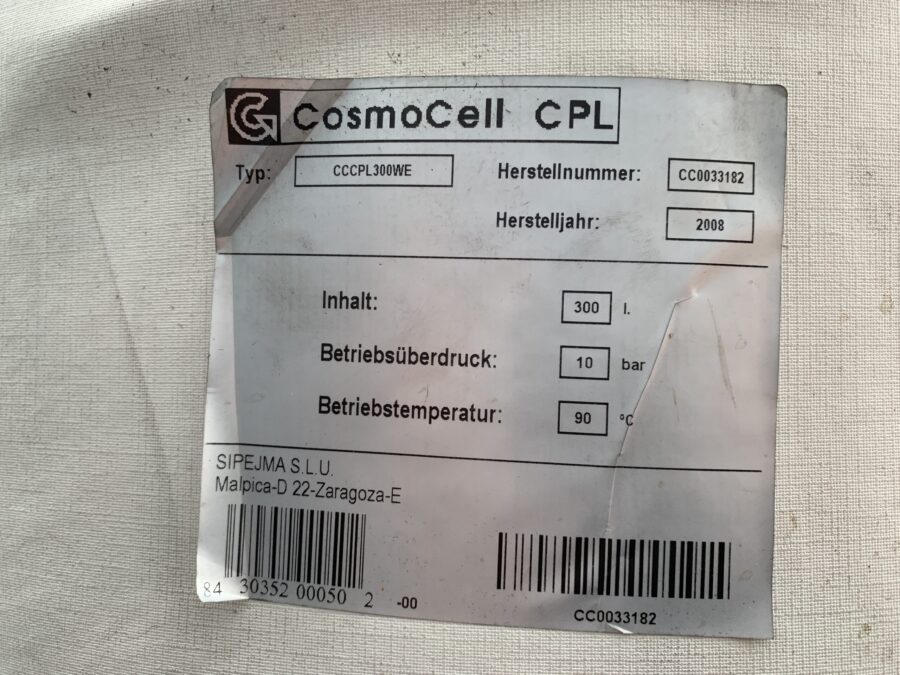 CosmoCell CPL
Typ: CCCPL300WE Herstellnummer: CC0033182
Herstelljahr: 2008
Inhalt: 300 l.
Betriebsüberdruck: 10 bar
Betriebstemperatur: 90 °C
SIPEJMA S.L.U.
Malpica-D 22-Zaragoza-E
84 30352 00050 2 -00
CC0033182